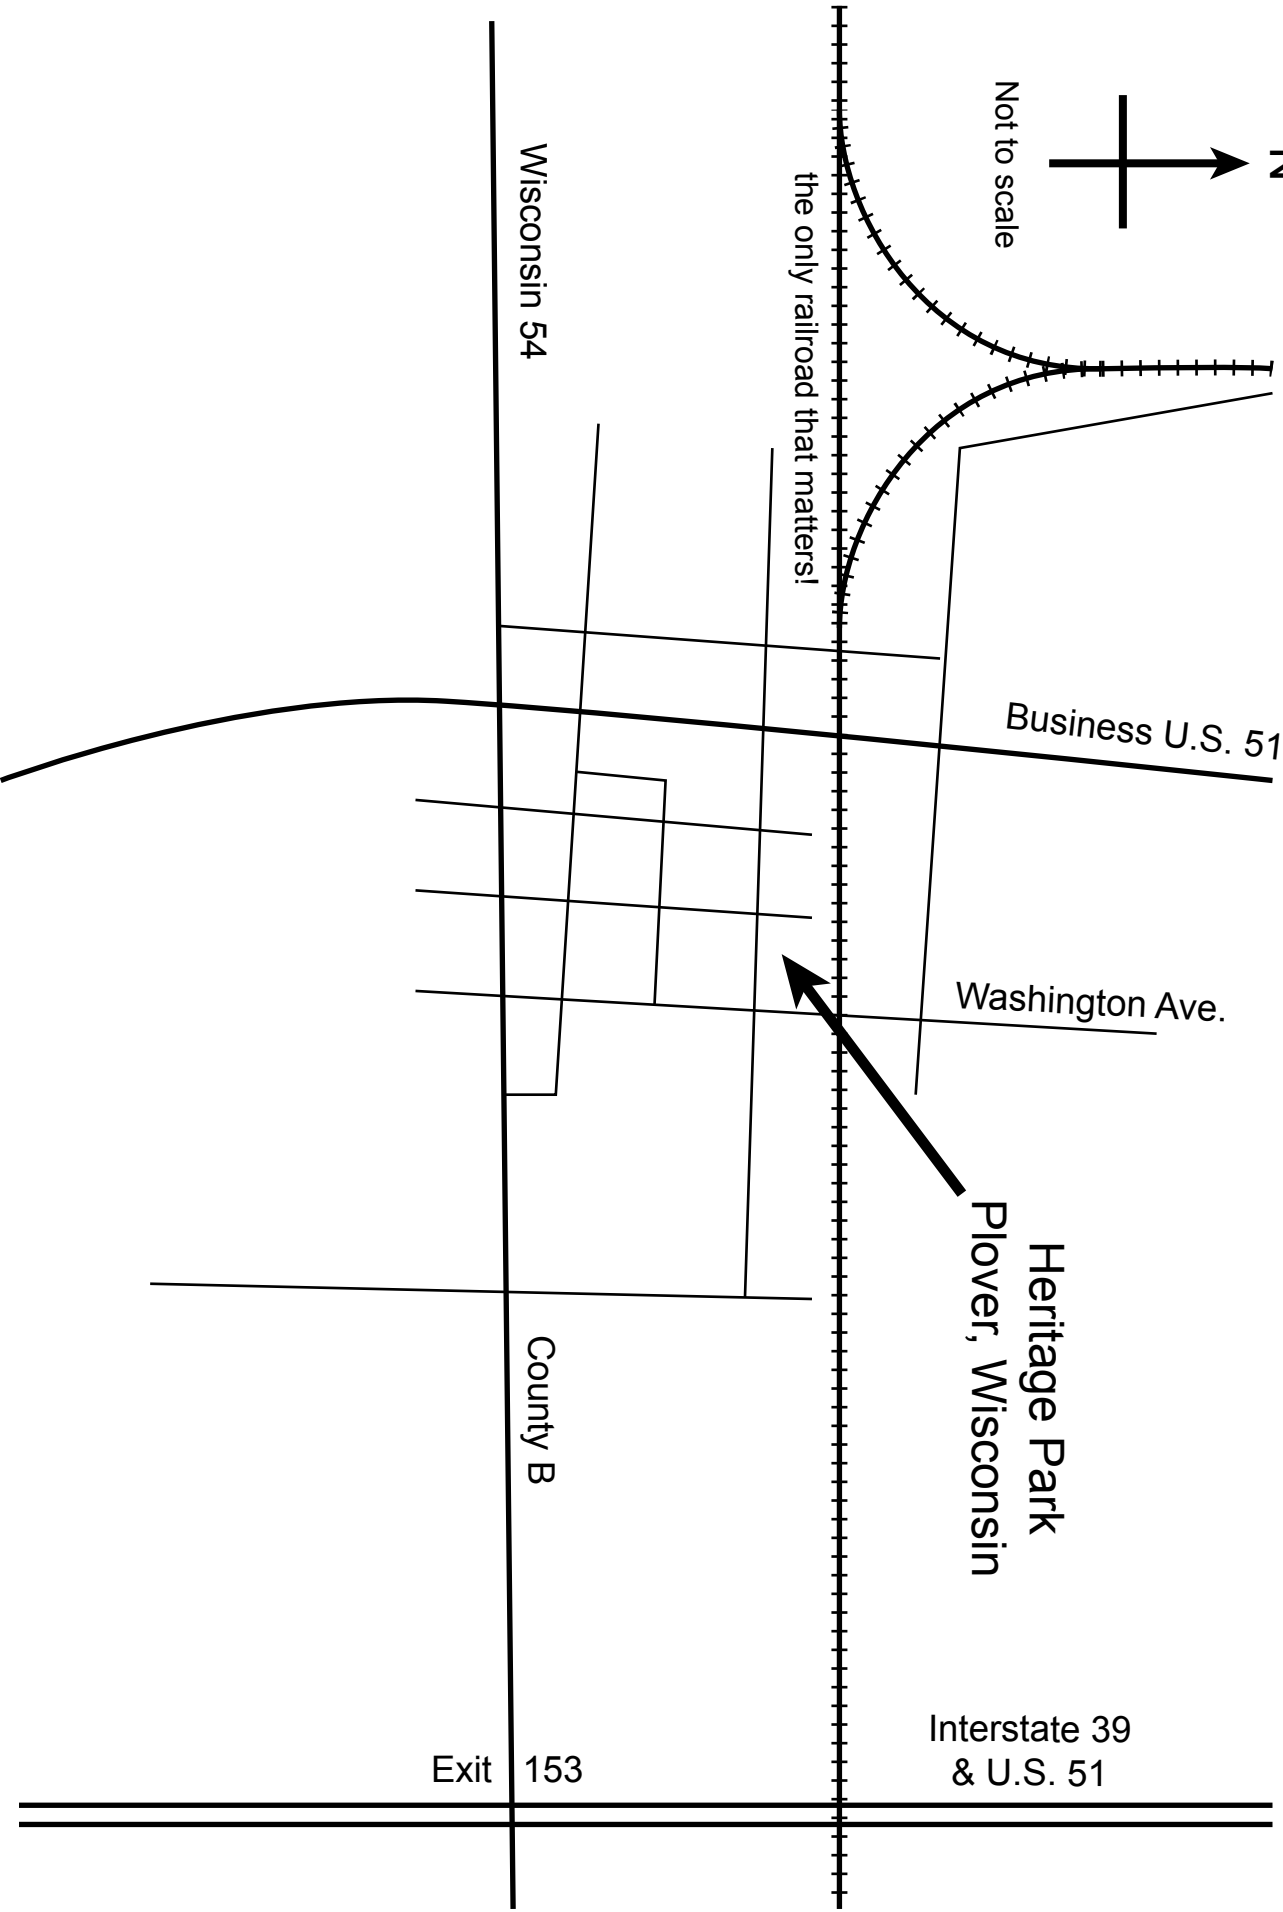 N
Not to scale
Wisconsin 54
the only railroad that matters!
Business U.S. 51
Washington Ave.
Heritage Park
Plover, Wisconsin
County B
Interstate 39
& U.S. 51
Exit 153